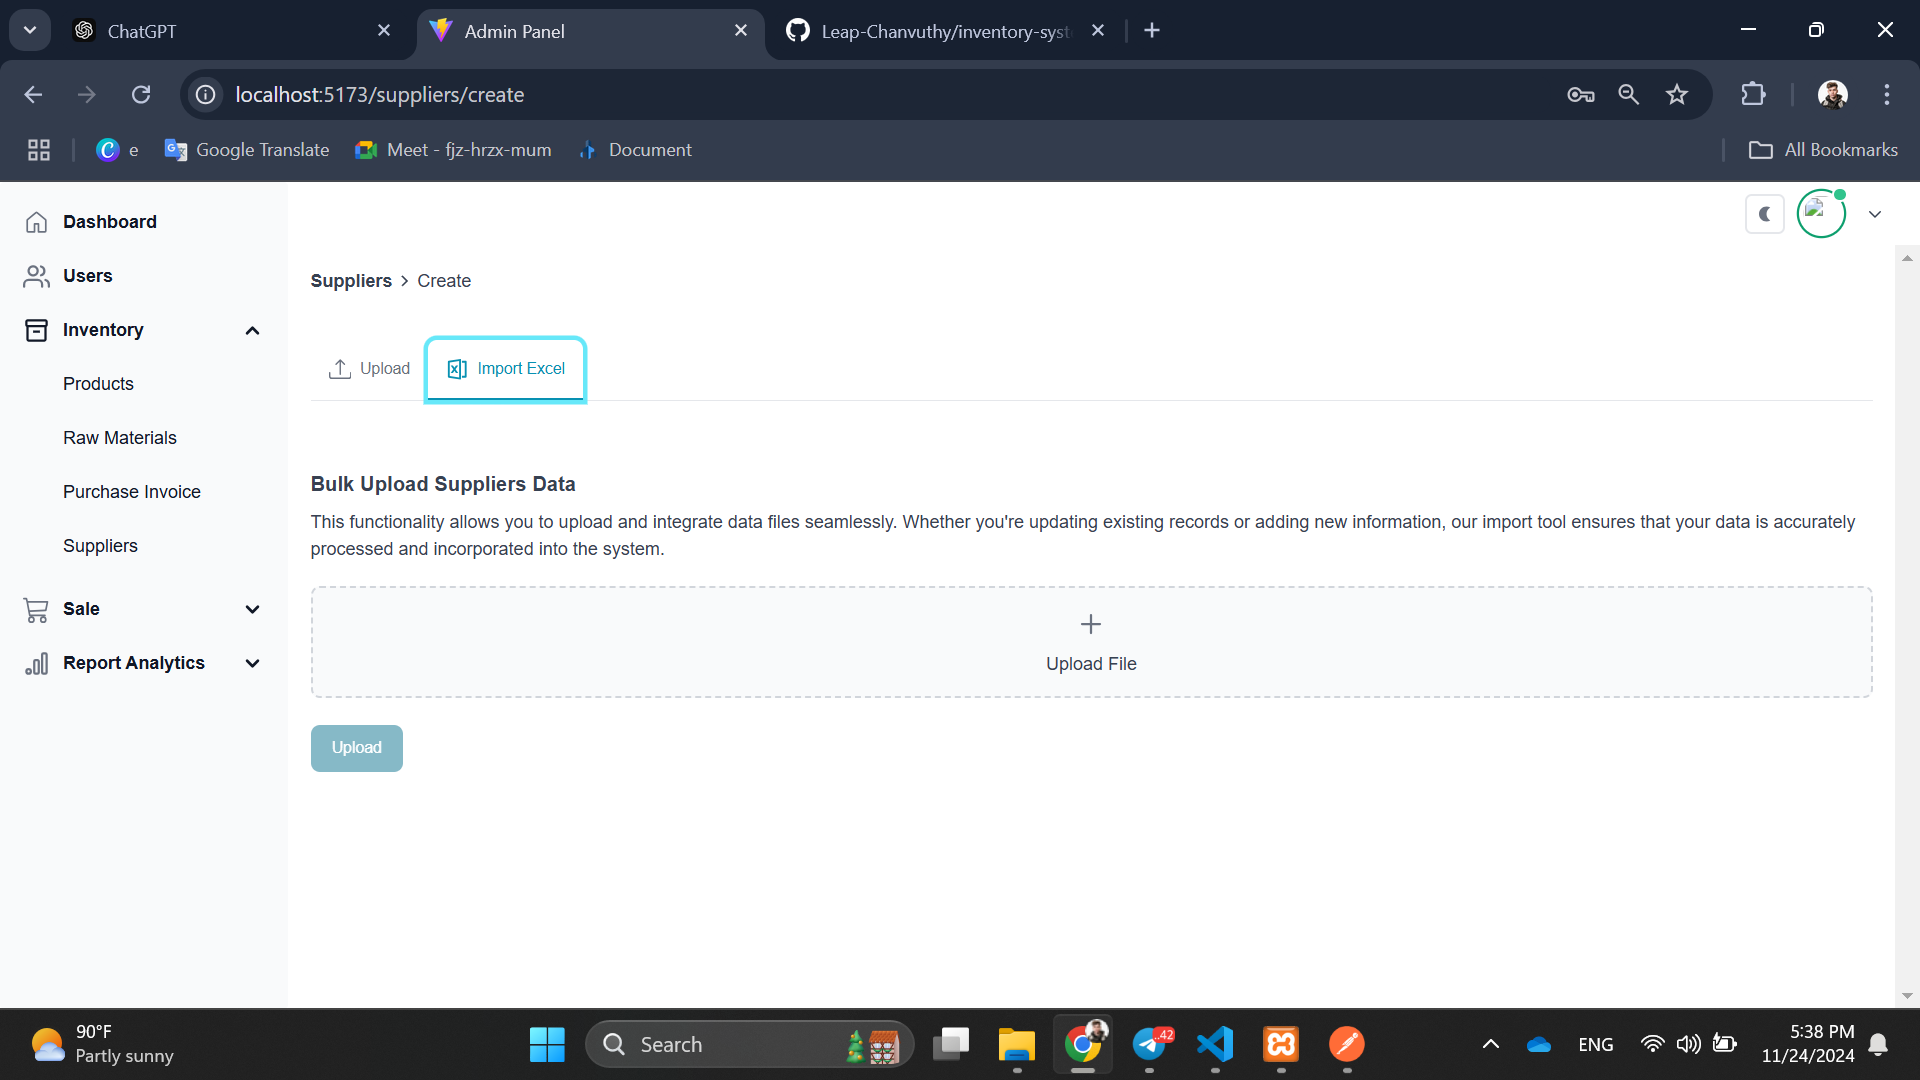 ChatGPT
Admin Panel
Leap-Chanvuthy/inventory-syst
localhost:5173/suppliers/create
e
Google Translate
Meet - fjz-hrzx-mum
Document
All Bookmarks
Dashboard
Users
Inventory
Products
Raw Materials
Purchase Invoice
Suppliers
Sale
Report Analytics
Suppliers > Create
Upload
Import Excel
Bulk Upload Suppliers Data
This functionality allows you to upload and integrate data files seamlessly. Whether you're updating existing records or adding new information, our import tool ensures that your data is accurately
processed and incorporated into the system.
Upload File
Upload
90°F
Partly sunny
Search
..42
ENG
5:38 PM
11/24/2024